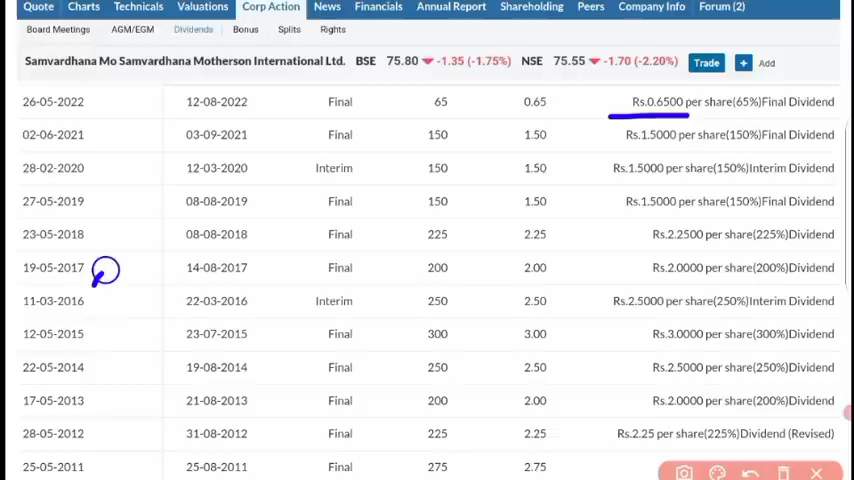 Quote Charts Technicals Valuations Corp Action News Financials Annual Report Shareholding Peers Company Info Forum (2)
Board Meetings AGM/EGM Dividends Bonus Splits Rights
Samvardhana Mo Samvardhana Motherson International Ltd. BSE 75.80 -1.35 (-1.75%) NSE 75.55 -1.70 (-2.20%) Trade + Add
26-05-2022 12-08-2022 Final 65 0.65 Rs.0.6500 per share(65%)Final Dividend
02-06-2021 03-09-2021 Final 150 1.50 Rs.1.5000 per share(150%)Final Dividend
28-02-2020 12-03-2020 Interim 150 1.50 Rs.1.5000 per share(150%)Interim Dividend
27-05-2019 08-08-2019 Final 150 1.50 Rs.1.5000 per share(150%)Final Dividend
23-05-2018 08-08-2018 Final 225 2.25 Rs.2.2500 per share(225%)Dividend
19-05-2017 14-08-2017 Final 200 2.00 Rs.2.0000 per share(200%)Dividend
11-03-2016 22-03-2016 Interim 250 2.50 Rs.2.5000 per share(250%)Interim Dividend
12-05-2015 23-07-2015 Final 300 3.00 Rs.3.0000 per share(300%)Dividend
22-05-2014 19-08-2014 Final 250 2.50 Rs.2.5000 per share(250%)Dividend
17-05-2013 21-08-2013 Final 200 2.00 Rs.2.0000 per share(200%)Dividend
28-05-2012 31-08-2012 Final 225 2.25 Rs.2.25 per share(225%)Dividend (Revised)
25-05-2011 25-08-2011 Final 275 2.75